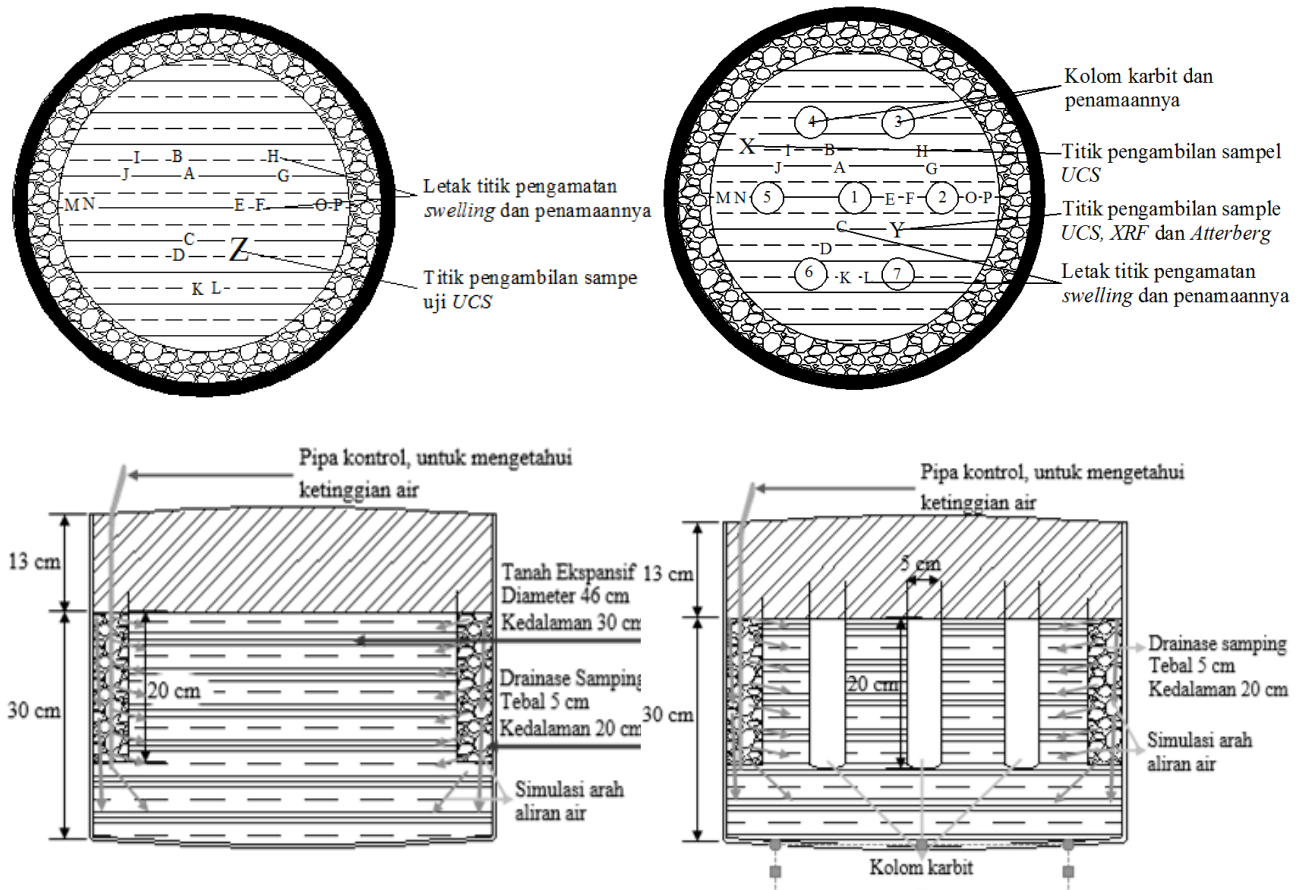 I B H
J A G
M N E F O P
C
D Z
K L
Letak titik pengamatan
swelling dan penamaannya
Titik pengambilan sampe
uji UCS
4 3
X I B H
J A G
M N 5 1 E F 2 O P
C Y
D
6 K L 7
Kolom karbit dan
penamaannya
Titik pengambilan sampel
UCS
Titik pengambilan sample
UCS, XRF dan Atterberg
Letak titik pengamatan
swelling dan penamaannya
Pipa kontrol, untuk mengetahui
ketinggian air
13 cm
30 cm
20 cm
Tanah Ekspansif
Diameter 46 cm
Kedalaman 30 cm
Drainase Samping
Tebal 5 cm
Kedalaman 20 cm
Simulasi arah
aliran air
Pipa kontrol, untuk mengetahui
ketinggian air
5 cm
13 cm
30 cm
20 cm
Drainase samping
Tebal 5 cm
Kedalaman 20 cm
Simulasi arah
aliran air
Kolom karbit